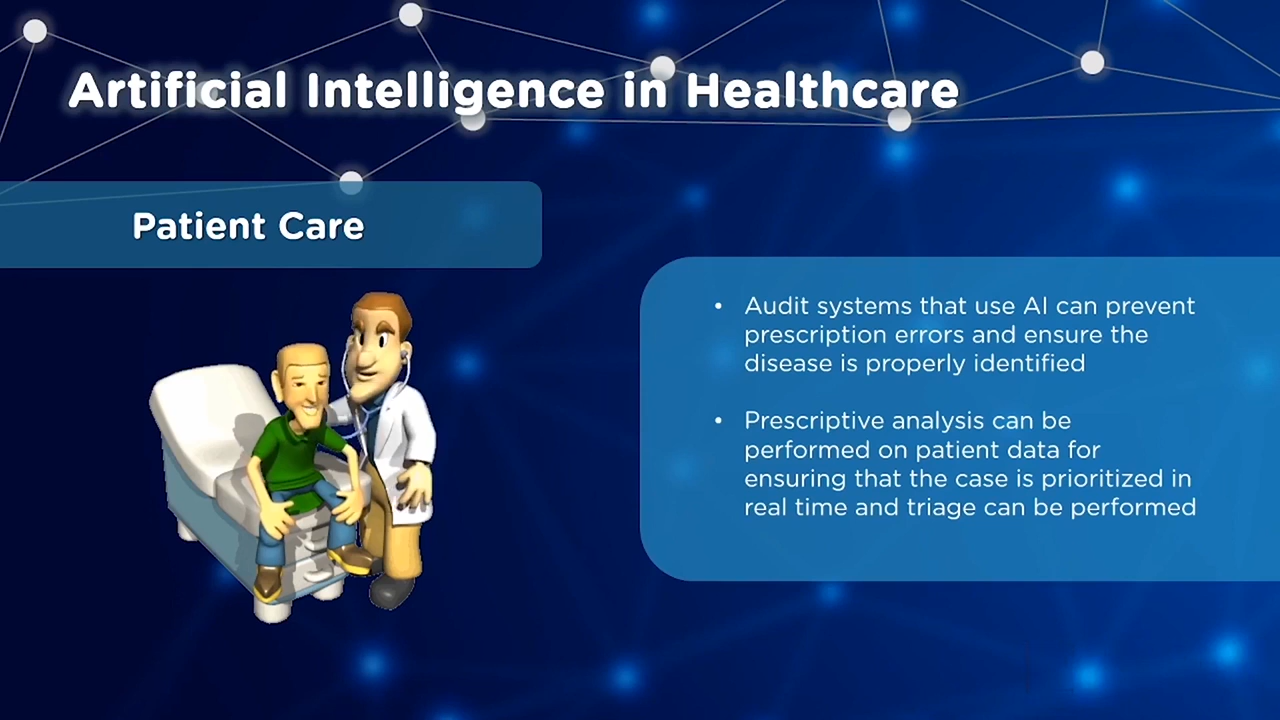 Artificial Intelligence in Healthcare
Patient Care
• Audit systems that use AI can prevent
prescription errors and ensure the
disease is properly identified
• Prescriptive analysis can be
performed on patient data for
ensuring that the case is prioritized in
real time and triage can be performed